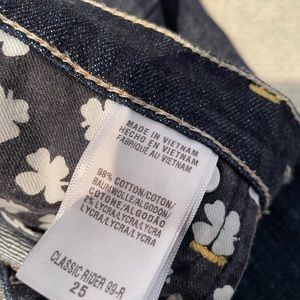 MADE IN VIETNAM
HECHO EN VIETNAM
FABRIQUÉ AU VIETNAM
98% COTTON/COTON/
BAUMWOLLE/ALGODON/
COTONE/ALGODÃO
2% LYCRA/LYCRA/LYCRA
LYCRA/LYCRA/LYCRA
CLASSIC RIDER 99-R
25